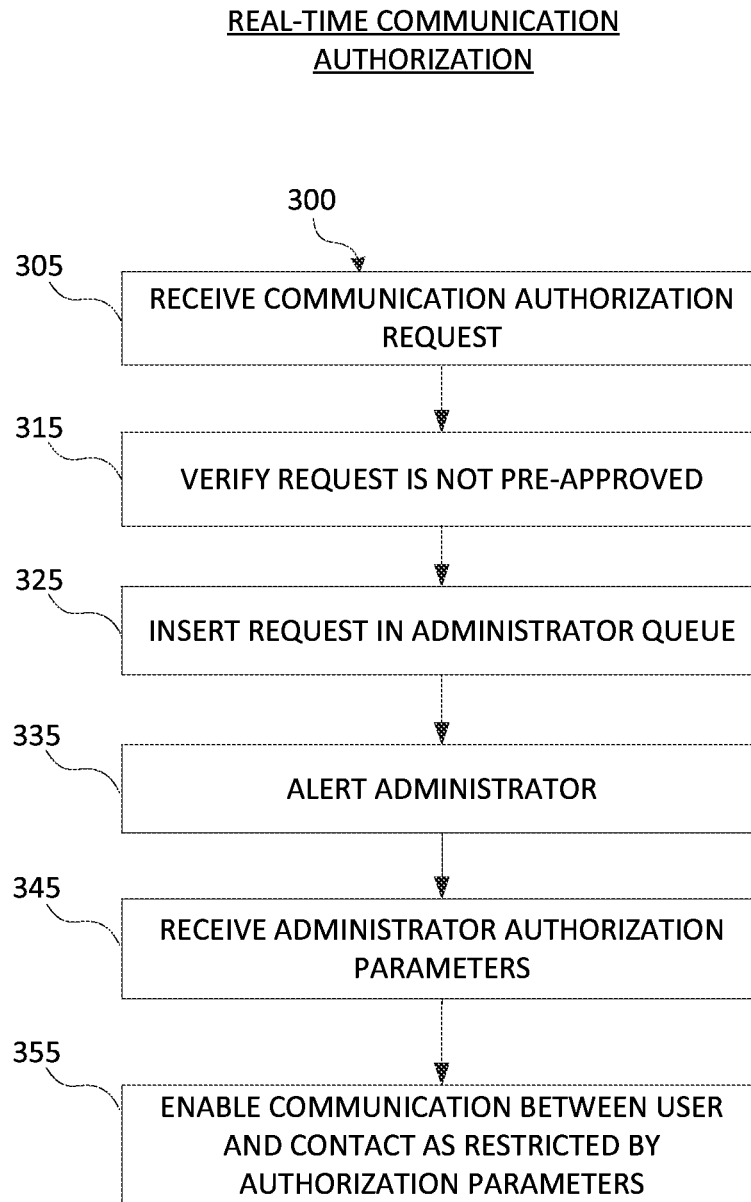 REAL-TIME COMMUNICATION
AUTHORIZATION
300
305
RECEIVE COMMUNICATION AUTHORIZATION
REQUEST
315
VERIFY REQUEST IS NOT PRE-APPROVED
325
INSERT REQUEST IN ADMINISTRATOR QUEUE
335
ALERT ADMINISTRATOR
345
RECEIVE ADMINISTRATOR AUTHORIZATION
PARAMETERS
355
ENABLE COMMUNICATION BETWEEN USER
AND CONTACT AS RESTRICTED BY
AUTHORIZATION PARAMETERS